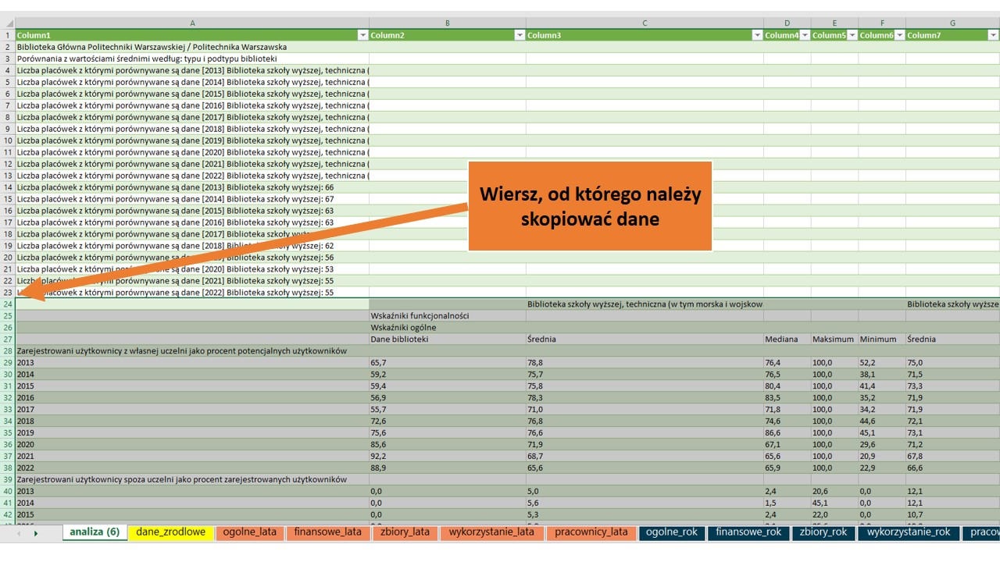 A B C D E F G
1 Column1 Column2 Column3 Column4 Column5 Column6 Column7
2 Biblioteka Główna Politechniki Warszawskiej / Politechnika Warszawska
3 Porównania z wartościami średnimi według: typu i podtypu biblioteki
4 Liczba placówek z którymi porównywane są dane [2013] Biblioteka szkoły wyższej, techniczna (
5 Liczba placówek z którymi porównywane są dane [2014] Biblioteka szkoły wyższej, techniczna (
6 Liczba placówek z którymi porównywane są dane [2015] Biblioteka szkoły wyższej, techniczna (
7 Liczba placówek z którymi porównywane są dane [2016] Biblioteka szkoły wyższej, techniczna (
8 Liczba placówek z którymi porównywane są dane [2017] Biblioteka szkoły wyższej, techniczna (
9 Liczba placówek z którymi porównywane są dane [2018] Biblioteka szkoły wyższej, techniczna (
10 Liczba placówek z którymi porównywane są dane [2019] Biblioteka szkoły wyższej, techniczna (
11 Liczba placówek z którymi porównywane są dane [2020] Biblioteka szkoły wyższej, techniczna (
12 Liczba placówek z którymi porównywane są dane [2021] Biblioteka szkoły wyższej, techniczna (
13 Liczba placówek z którymi porównywane są dane [2022] Biblioteka szkoły wyższej, techniczna (
14 Liczba placówek z którymi porównywane są dane [2013] Biblioteka szkoły wyższej: 66
15 Liczba placówek z którymi porównywane są dane [2014] Biblioteka szkoły wyższej: 67
16 Liczba placówek z którymi porównywane są dane [2015] Biblioteka szkoły wyższej: 63
17 Liczba placówek z którymi porównywane są dane [2016] Biblioteka szkoły wyższej: 63
18 Liczba placówek z którymi porównywane są dane [2017] Biblioteka szkoły
19 Liczba placówek z którymi porównywane są dane [2018] szkoły wyższej: 62
20 Liczba placówek z którymi porównywane są Biblioteka szkoły wyższej: 56
21 Liczba placówek z którymi porównywane są dane [2020] Biblioteka szkoły wyższej: 53
22 z którymi porównywane są dane [2021] Biblioteka szkoły wyższej: 55
23 z którymi porównywane są dane [2022] Biblioteka szkoły wyższej: 55
Wiersz, od którego należy
skopiować dane
24 Biblioteka szkoły wyższej, techniczna (w tym morska i wojskow Biblioteka szkoły wyższe
25 Wskaźniki funkcjonalności
26 Wskaźniki ogólne
27 Dane biblioteki Średnia Mediana Maksimum Minimum Średnia
28 Zarejestrowani użytkownicy z własnej uczelni jako procent potencjalnych użytkowników
29 2013 65,7 78,8 76,4 100,0 52,2 75,0
30 2014 59,2 75,7 76,5 100,0 38,1 71,5
31 2015 59,4 75,8 80,4 100,0 41,4 73,3
32 2016 56,9 78,3 83,5 100,0 35,2 71,9
33 2017 55,7 71,0 71,8 100,0 34,2 71,9
34 2018 72,6 76,8 74,6 100,0 44,6 72,1
35 2019 75,6 76,6 86,6 100,0 45,1 73,1
36 2020 85,6 71,9 67,1 100,0 29,6 71,2
37 2021 92,2 68,7 65,6 100,0 20,9 67,8
38 2022 88,9 65,6 65,9 100,0 22,9 66,6
39 Zarejestrowani użytkownicy spoza uczelni jako procent zarejestrowanych użytkowników
40 2013 0,0 5,0 2,4 20,6 0,0 12,1
41 2014 0,0 5,6 1,5 45,1 0,0 12,1
42 2015 0,0 5,3 2,4 22,0 0,0 10,7
analiza (6) dane_zrodlowe ogolne_lata finansowe_lata zbiory_lata wykorzystanie_lata pracownicy_lata ogolne_rok finansowe_rok zbiory_rok wykorzystanie_rok praco